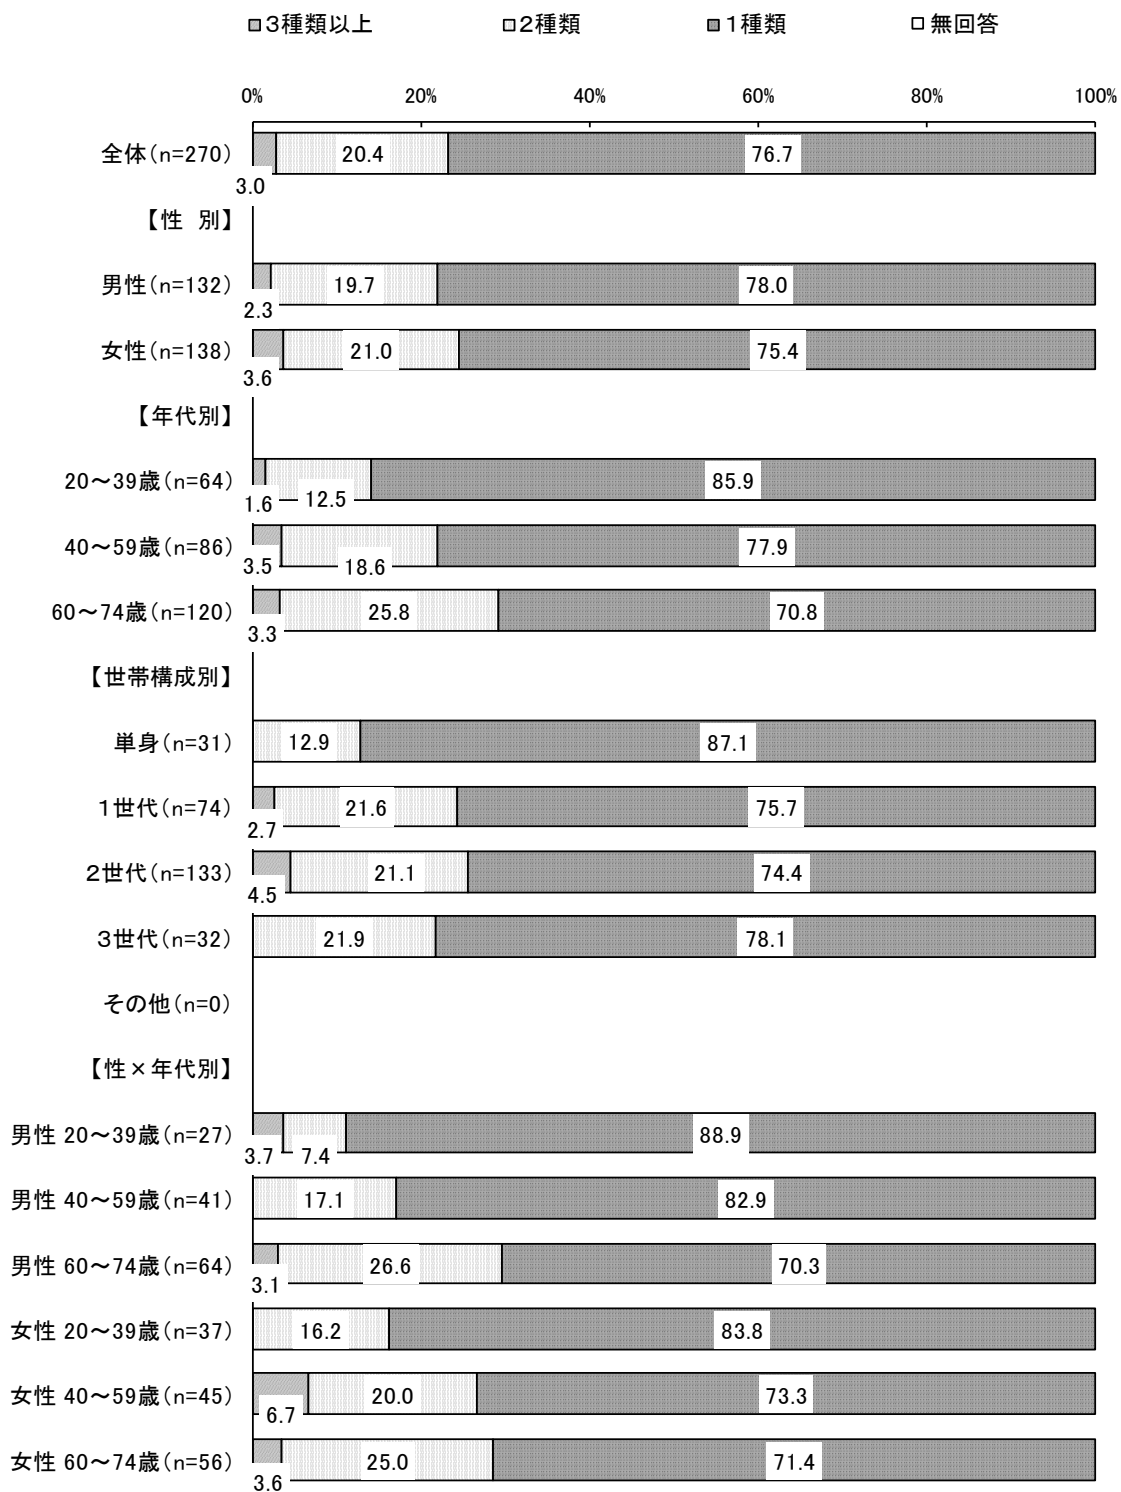 ３種類以上 ２種類 １種類 無回答
0% 20% 40% 60% 80% 100%
全体(n=270) 20.4 76.7
3.0
【性 別】
男性(n=132) 19.7 78.0
2.3
女性(n=138) 21.0 75.4
3.6
【年代別】
20～39歳(n=64) 85.9
1.6 12.5
40～59歳(n=86) 77.9
3.5 18.6
60～74歳(n=120) 25.8 70.8
3.3
【世帯構成別】
単身(n=31) 12.9 87.1
１世代(n=74) 21.6 75.7
2.7
２世代(n=133) 21.1 74.4
4.5
３世代(n=32) 21.9 78.1
その他(n=0)
【性×年代別】
男性 20～39歳(n=27) 88.9
3.7 7.4
男性 40～59歳(n=41) 17.1 82.9
男性 60～74歳(n=64) 26.6 70.3
3.1
女性 20～39歳(n=37) 16.2 83.8
女性 40～59歳(n=45) 20.0 73.3
6.7
女性 60～74歳(n=56) 25.0 71.4
3.6